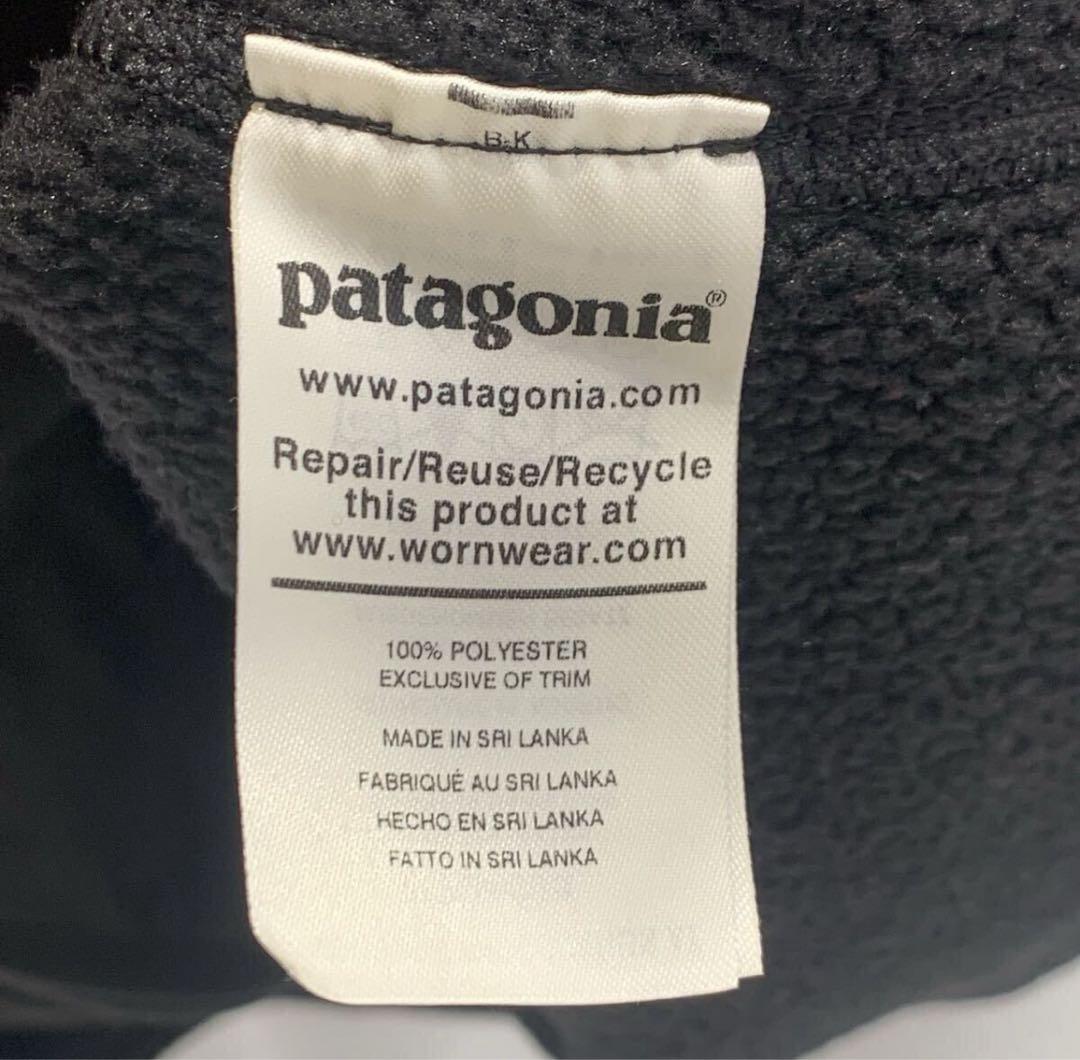 B-K
patagonia®
www.patagonia.com
Repair/Reuse/Recycle
this product at
www.wornwear.com
100% POLYESTER
EXCLUSIVE OF TRIM
MADE IN SRI LANKA
FABRIQUÉ AU SRI LANKA
HECHO EN SRI LANKA
FATTO IN SRI LANKA